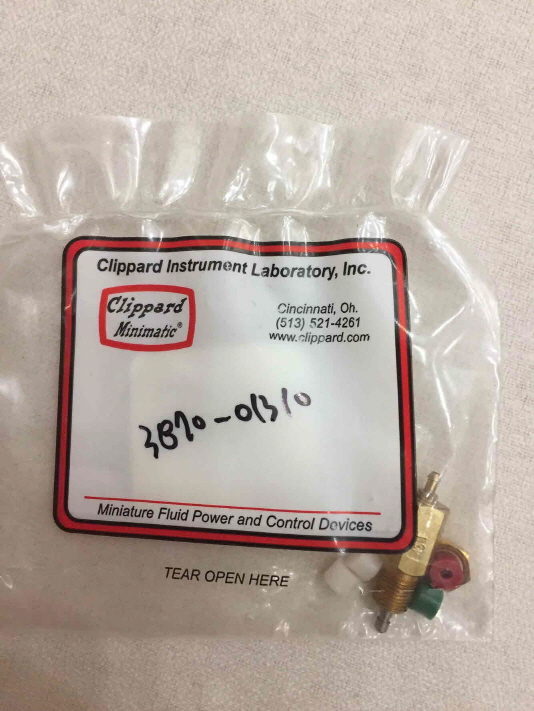 Clippard Instrument Laboratory, Inc.
Clippard
Minimatic®
Cincinnati, Oh.
(513) 521-4261
www.clippard.com
3870-01310
Miniature Fluid Power and Control Devices
TEAR OPEN HERE